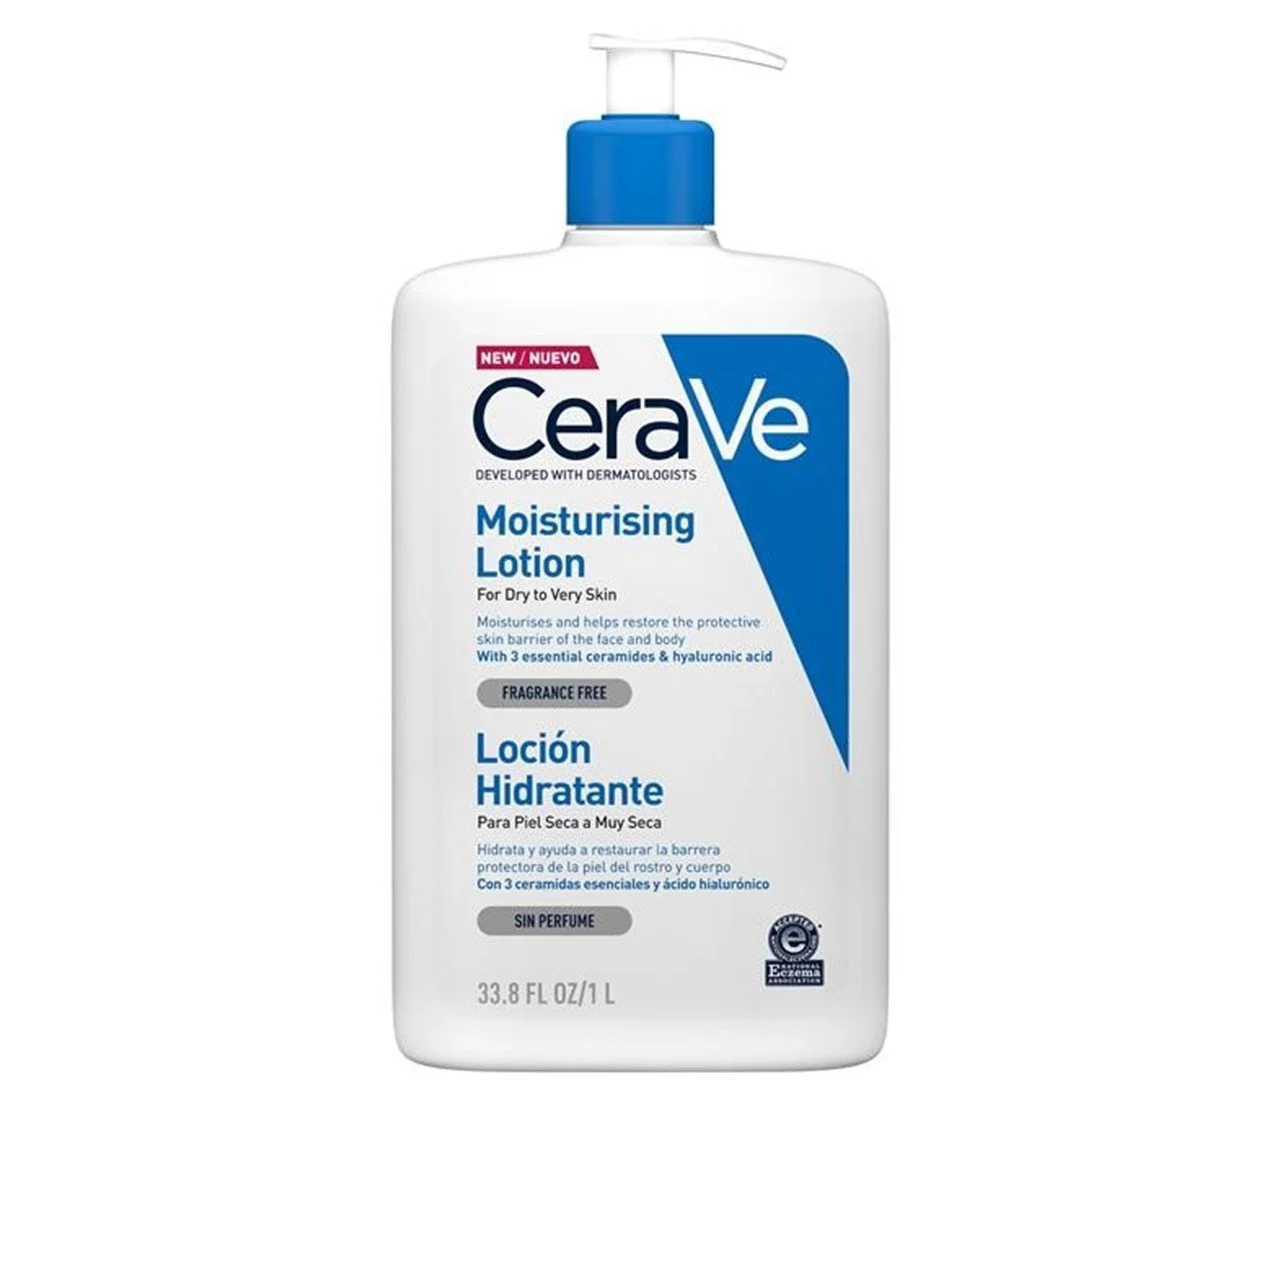 NEW / NUEVO
CeraVe
DEVELOPED WITH DERMATOLOGISTS
Moisturising
Lotion
For Dry to Very Skin
Moisturises and helps restore the protective
skin barrier of the face and body
With 3 essential ceramides & hyaluronic acid
FRAGRANCE FREE
Loción
Hidratante
Para Piel Seca a Muy Seca
Hidrata y ayuda a restaurar la barrera
protectora de la piel del rostro y cuerpo
Con 3 ceramidas esenciales y ácido hialurónico
SIN PERFUME
ACCEPTED
e
NATIONAL
Eczema
ASSOCIATION
33.8 FL OZ/1 L